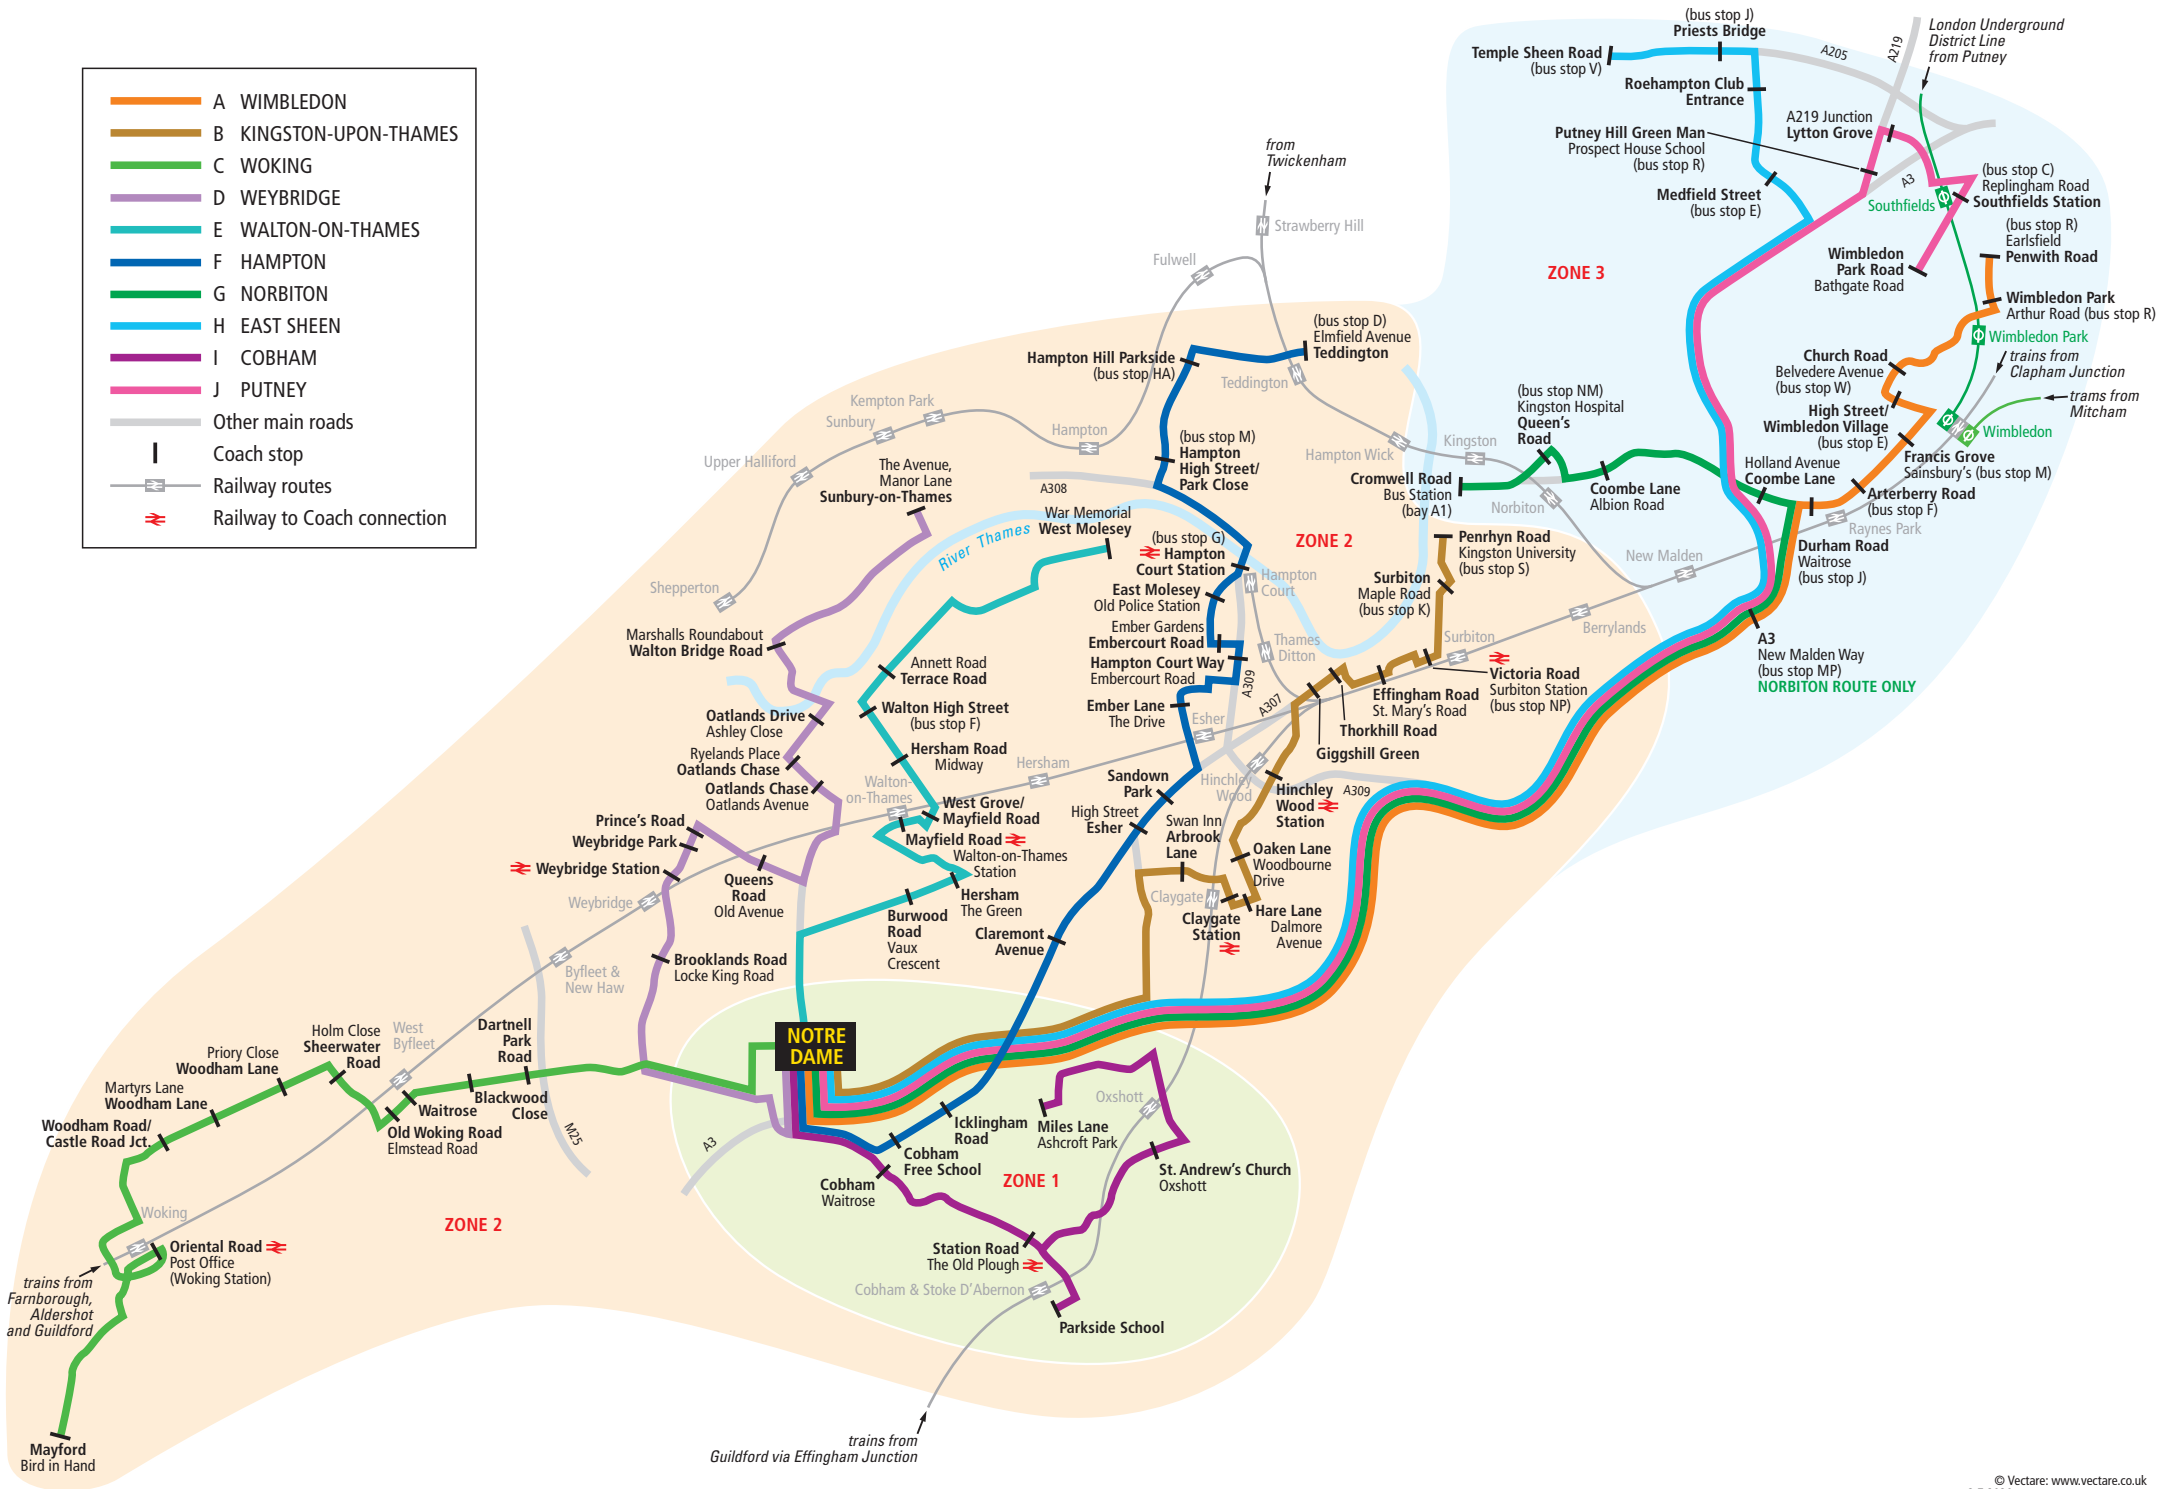 A WIMBLEDON
B KINGSTON-UPON-THAMES
C WOKING
D WEYBRIDGE
E WALTON-ON-THAMES
F HAMPTON
G NORBITON
H EAST SHEEN
I COBHAM
J PUTNEY
Other main roads
Coach stop
Railway routes
Railway to Coach connection
(bus stop J)
Priests Bridge
Temple Sheen Road
(bus stop V)
Roehampton Club
Entrance
A205
A219
London Underground
District Line
from Putney
A219 Junction
Lytton Grove
Putney Hill Green Man
Prospect House School
(bus stop R)
Medfield Street
(bus stop E)
A3
Southfields
(bus stop C)
Replingham Road
Southfields Station
(bus stop R)
Earlsfield
Penwith Road
Wimbledon
Park Road
Bathgate Road
ZONE 3
Wimbledon Park
Arthur Road (bus stop R)
Wimbledon Park
trains from
Clapham Junction
Church Road
Belvedere Avenue
(bus stop W)
trams from
Mitcham
High Street/
Wimbledon Village
(bus stop E)
Wimbledon
Francis Grove
Sainsbury's (bus stop M)
Holland Avenue
Coombe Lane
Arterberry Road
(bus stop F)
Raynes Park
Durham Road
Waitrose
(bus stop J)
A3
New Malden Way
(bus stop MP)
NORBITON ROUTE ONLY
from
Twickenham
Strawberry Hill
Fulwell
(bus stop D)
Elmfield Avenue
Teddington
Hampton Hill Parkside
(bus stop HA)
Teddington
Kempton Park
Sunbury
Hampton
Upper Halliford
Shepperton
(bus stop M)
Hampton
High Street/
Park Close
Hampton Wick
Kingston
(bus stop NM)
Kingston Hospital
Queen's
Road
Cromwell Road
Bus Station
(bay A1)
Norbiton
Coombe Lane
Albion Road
New Malden
Berrylands
ZONE 2
Penrhyn Road
Kingston University
(bus stop S)
Surbiton
Maple Road
(bus stop K)
Surbiton
Victoria Road
Surbiton Station
(bus stop NP)
Effingham Road
St. Mary's Road
Thorkhill Road
Giggshill Green
A308
River Thames
The Avenue,
Manor Lane
Sunbury-on-Thames
War Memorial
West Molesey
(bus stop G)
Hampton
Court Station
Hampton
Court
East Molesey
Old Police Station
Ember Gardens
Embercourt Road
Thames
Ditton
Hampton Court Way
Embercourt Road
A309
A307
Ember Lane
The Drive
Esher
Marshalls Roundabout
Walton Bridge Road
Annett Road
Terrace Road
Oatlands Drive
Ashley Close
Walton High Street
(bus stop F)
Ryelands Place
Oatlands Chase
Hersham Road
Midway
Hersham
Oatlands Chase
Oatlands Avenue
Walton-
on-Thames
West Grove/
Mayfield Road
Sandown
Park
Hinchley
Wood
Hinchley
Wood
Station
A309
High Street
Esher
Swan Inn
Arbrook
Lane
Prince's Road
Weybridge Park
Weybridge Station
Weybridge
Mayfield Road
Walton-on-Thames
Station
Oaken Lane
Woodbourne
Drive
Queens
Road
Old Avenue
Hersham
The Green
Claygate
Claygate
Station
Hare Lane
Dalmore
Avenue
Burwood
Road
Vaux
Crescent
Claremont
Avenue
Brooklands Road
Locke King Road
Byfleet &
New Haw
West
Byfleet
Dartnell
Park
Road
Holm Close
Sheerwater
Road
Priory Close
Woodham Lane
Martyrs Lane
Woodham Lane
Woodham Road/
Castle Road Jct.
Waitrose
Blackwood
Close
Old Woking Road
Elmstead Road
M25
A3
NOTRE
DAME
Icklingham
Road
Cobham
Free School
Cobham
Waitrose
Miles Lane
Ashcroft Park
Oxshott
St. Andrew's Church
Oxshott
ZONE 1
Station Road
The Old Plough
Cobham & Stoke D'Abernon
Parkside School
ZONE 2
Woking
Oriental Road
Post Office
(Woking Station)
trains from
Farnborough,
Aldershot
and Guildford
Mayford
Bird in Hand
trains from
Guildford via Effingham Junction
© Vectare: www.vectare.co.uk